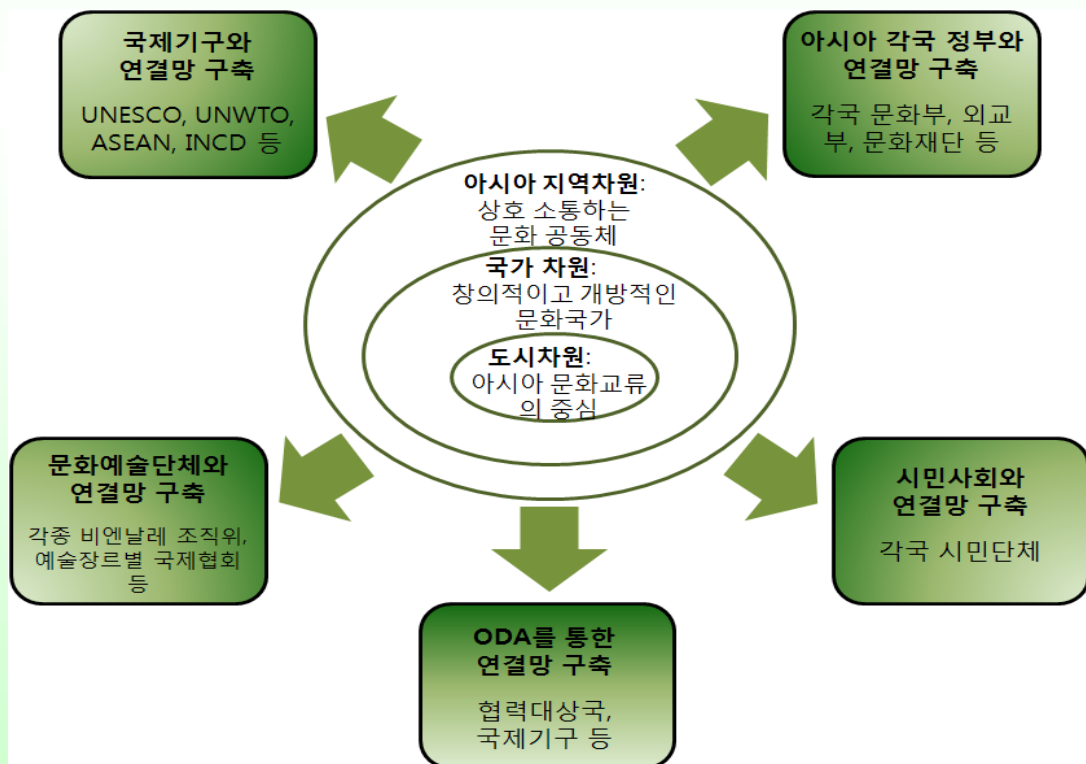 국제기구와
연결망 구축
UNESCO, UNWTO,
ASEAN, INCD 등
아시아 각국 정부와
연결망 구축
각국 문화부, 외교
부, 문화재단 등
아시아 지역차원:
상호 소통하는
문화 공동체
국가 차원:
창의적이고 개방적인
문화국가
도시차원:
아시아 문화교류
의 중심
문화예술단체와
연결망 구축
각종 비엔날레 조직위,
예술장르별 국제협회
등
시민사회와
연결망 구축
각국 시민단체
ODA를 통한
연결망 구축
협력대상국,
국제기구 등